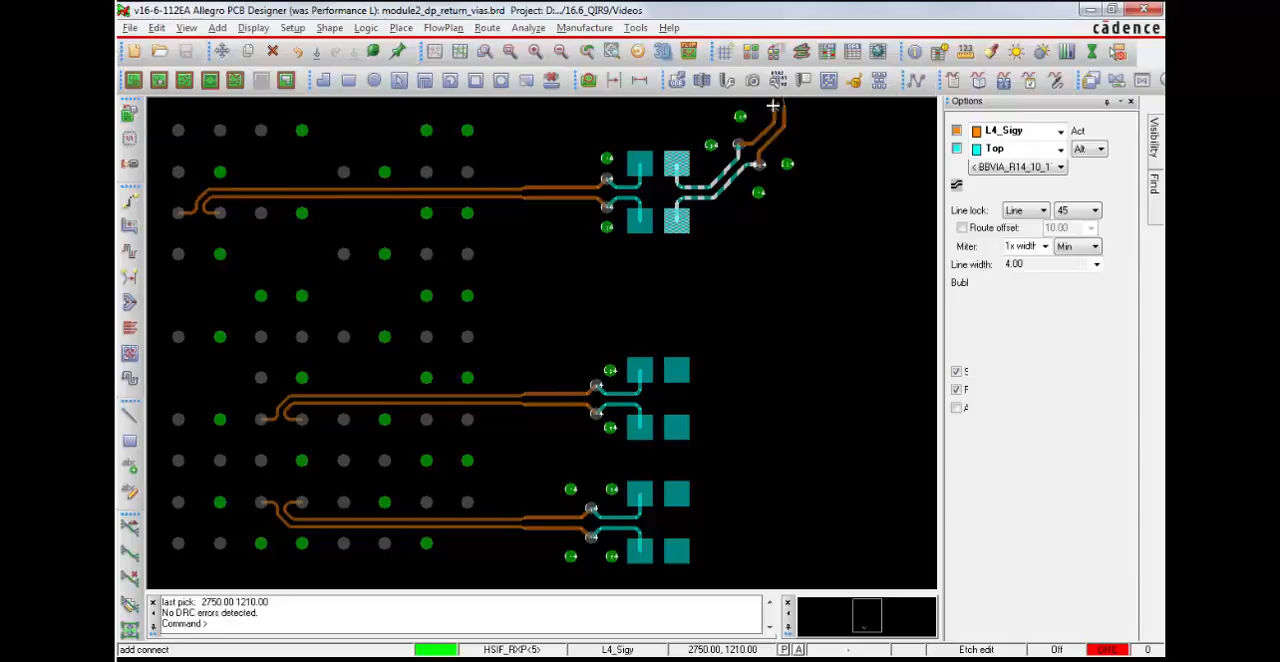 v16-6-112EA Allegro PCB Designer (was Performance L): module2_dp_return_vias.brd Project: D:.../16.6_QIR9/Videos
File Edit View Add Display Setup Shape Logic Place FlowPlan Route Analyze Manufacture Tools Help
cādence
Options
L4_Sigy Act
Top Alt
< BBVIA_R14_10_1
Line lock: Line 45
Route offset: 10.00
Miter: 1x width Min
Line width: 4.00
Bubl
S
F
A
Visibility
Find
last pick: 2750.00 1210.00
No DRC errors detected.
Command >
add connect HSIF_RXP<5> L4_Sigy 2750.00, 1210.00 P A - Etch edit Off DRC 0